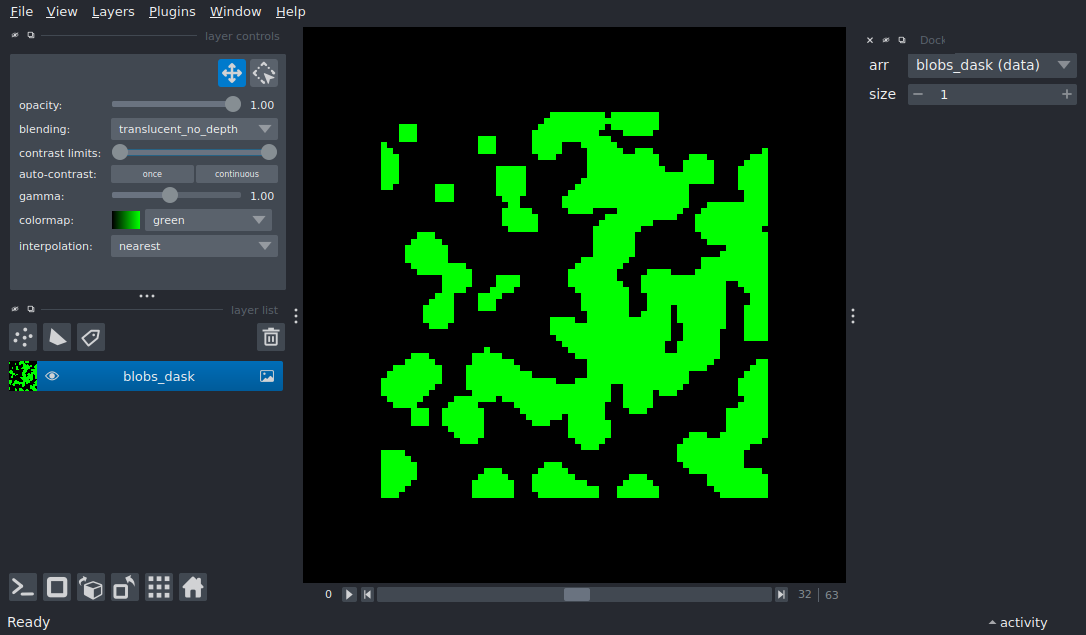 File View Layers Plugins Window Help
layer controls
Dock
opacity: 1.00
blending: translucent_no_depth
contrast limits:
auto-contrast: once continuous
gamma: 1.00
colormap: green
interpolation: nearest
arr blobs_dask (data)
size 1
layer list
blobs_dask
0 32 63
Ready
activity